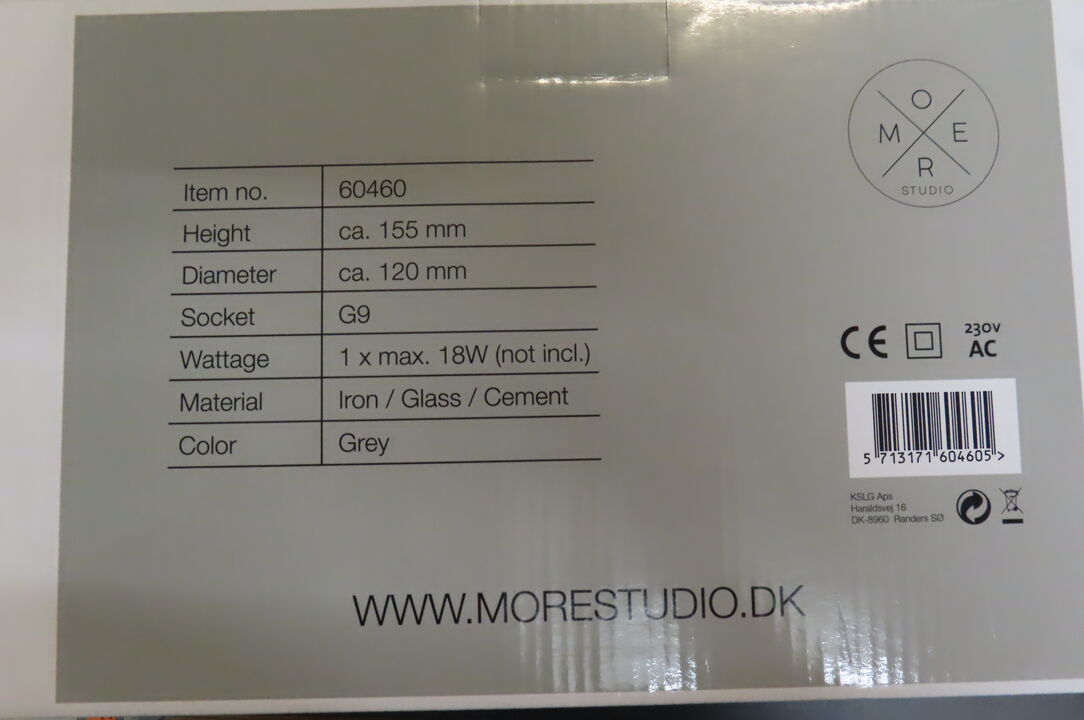 O
M E
R
STUDIO
Item no. 60460
Height ca. 155 mm
Diameter ca. 120 mm
Socket G9
Wattage 1 x max. 18W (not incl.)
Material Iron / Glass / Cement
Color Grey
CE
230V
AC
5 713171 604605 >
KSLG Aps
Haraldsvej 16
DK-8960 Randers SØ
WWW.MORESTUDIO.DK